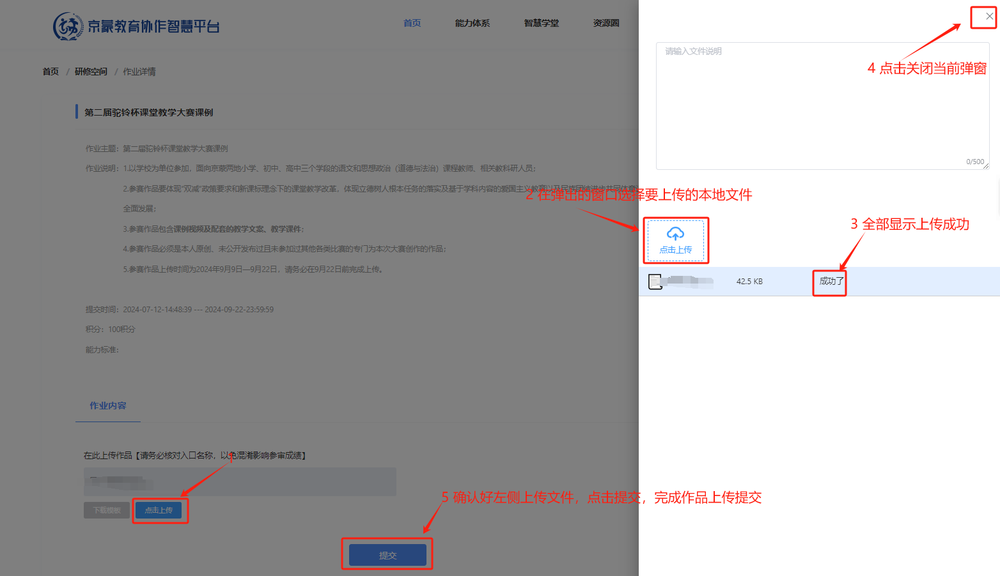 京蒙教育协作智慧平台
首页 能力体系 智慧学堂 资源圈
首页 / 研修空间 / 作业详情
第二届驼铃杯课堂教学大赛课例
作业主题：第二届驼铃杯课堂教学大赛课例
作业说明：1.以学校为单位参加，面向京蒙两地小学、初中、高中三个学段的语文和思想政治（道德与法治）课程教师、相关教科研人员；
2.参赛作品要体现“双减”政策要求和新课标理念下的课堂教学改革，体现立德树人根本任务的落实及基于学科内容的爱国主义教育以及民族团结进步共同体意
全面发展；
3.参赛作品包含课例视频及配套的教学文案、教学课件；
4.参赛作品必须是本人原创、未公开发布过且未参加过其他各类比赛的专门为本次大赛创作的作品；
5.参赛作品上传时间为2024年9月9日—9月22日，请务必在9月22日前完成上传。
提交时间：2024-07-12-14:48:39 --- 2024-09-22-23:59:59
积分：100积分
能力标准：
作业内容
在此上传作品【请务必核对入口名称，以免混淆影响参审成绩】
1
下载模板 点击上传
5 确认好左侧上传文件，点击提交，完成作品上传提交
提交
请输入文件说明
4 点击关闭当前弹窗
0/500
2 在弹出的窗口选择要上传的本地文件
3 全部显示上传成功
点击上传
42.5 KB 成功了